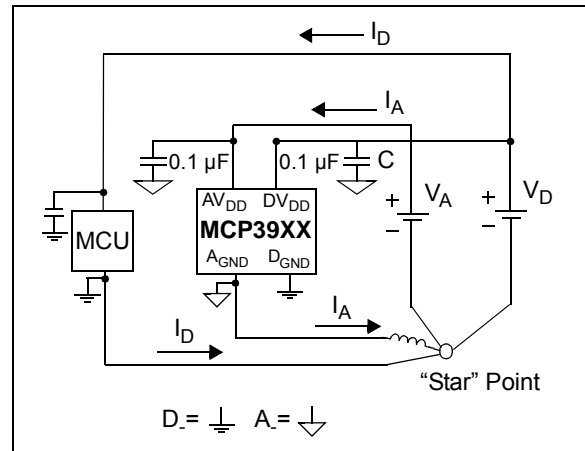 I_D
I_A
0.1 µF
0.1 µF
C
AV_DD DV_DD
MCP39XX
A_GND D_GND
MCU
+
–
V_A
+
–
V_D
I_A
I_D
“Star” Point
D_-= A_-=